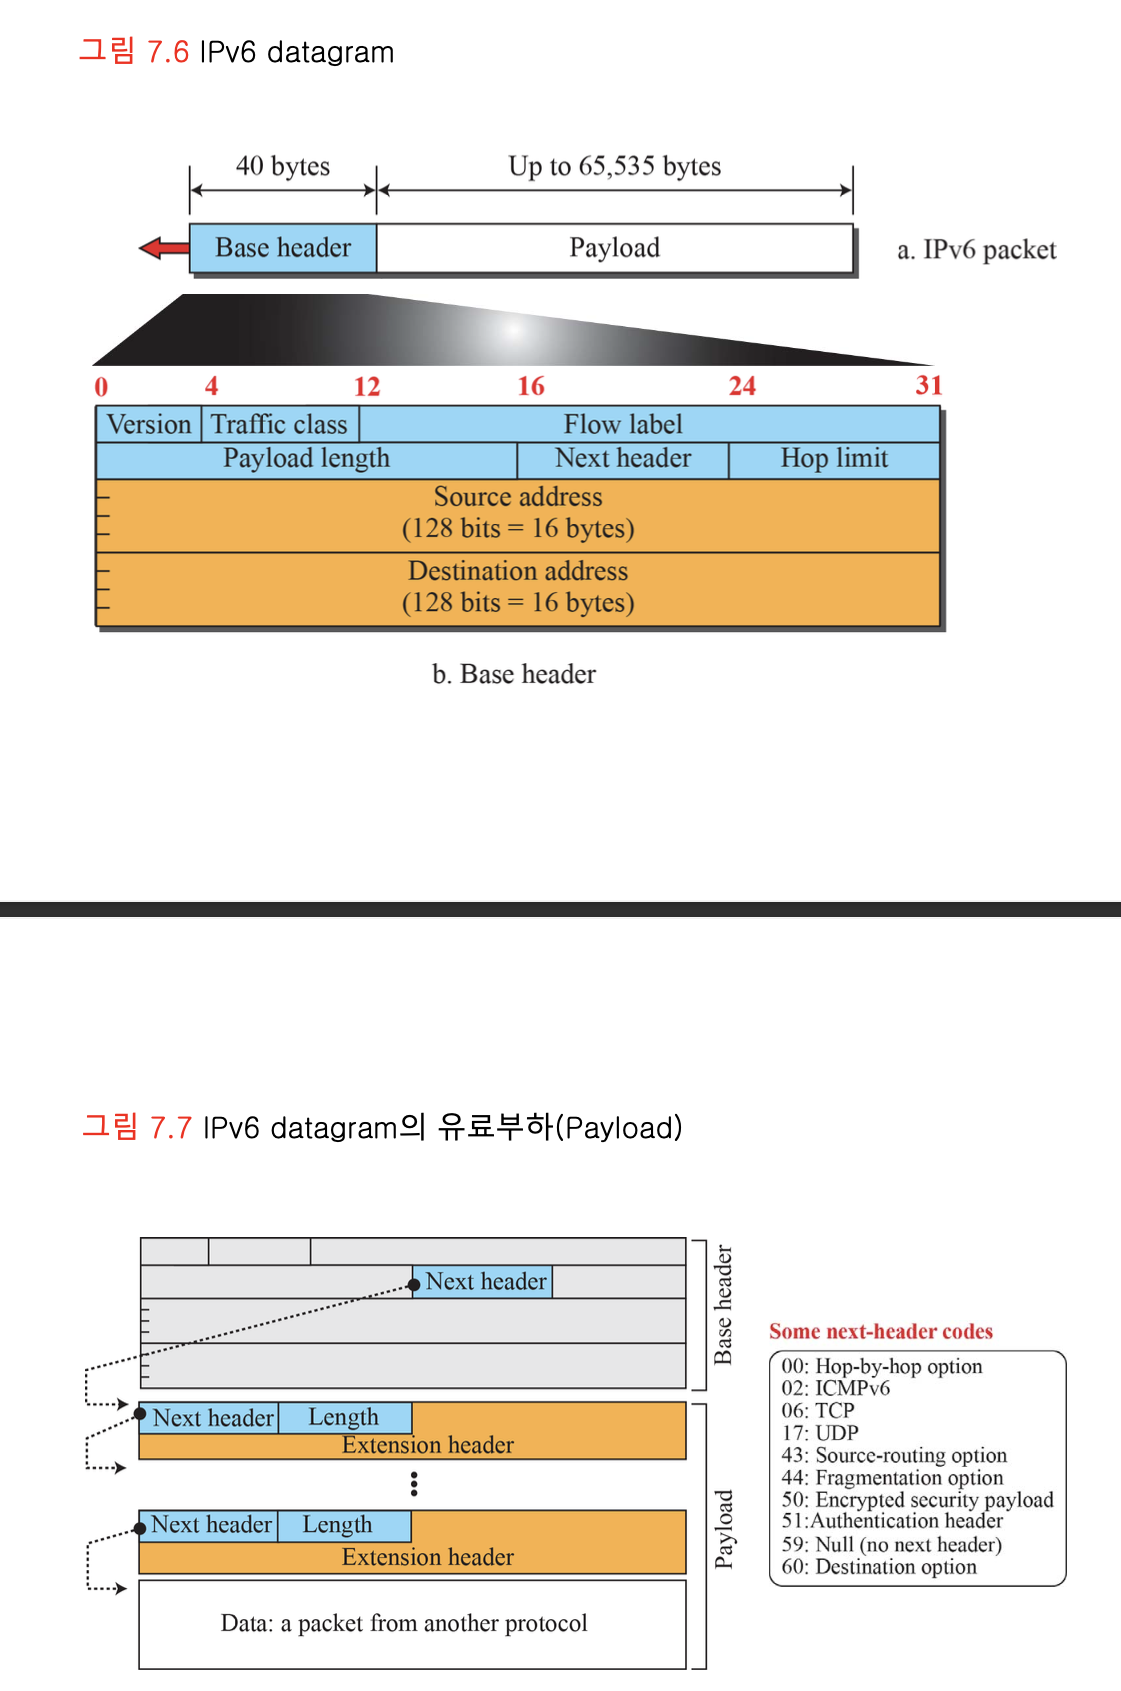 그림 7.6 IPv6 datagram
40 bytes
Up to 65,535 bytes
Base header
Payload
a. IPv6 packet
0 4 12 16 24 31
Version Traffic class Flow label
Payload length Next header Hop limit
Source address
(128 bits = 16 bytes)
Destination address
(128 bits = 16 bytes)
b. Base header
그림 7.7 IPv6 datagram의 유료부하(Payload)
Next header
Base header
Next header Length
Extension header
Next header Length
Extension header
Data: a packet from another protocol
Payload
Some next-header codes
00: Hop-by-hop option
02: ICMPv6
06: TCP
17: UDP
43: Source-routing option
44: Fragmentation option
50: Encrypted security payload
51:Authentication header
59: Null (no next header)
60: Destination option